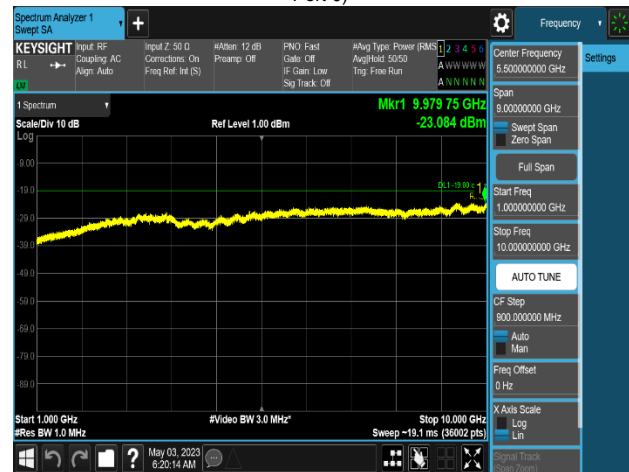 Spectrum Analyzer 1
Swept SA
Frequency
KEYSIGHT
RL
Input: RF
Coupling: AC
Align: Auto
Input Z: 50 Ω
Corrections: On
Freq Ref: Int (S)
#Atten: 12 dB
Preamp: Off
PNO: Fast
Gate: Off
IF Gain: Low
Sig Track: Off
#Avg Type: Power (RMS
Avg|Hold: 50/50
Trig: Free Run
1 2 3 4 5 6
A W W W W W
A N N N N N
LXI
1 Spectrum
Scale/Div 10 dB
Log
Ref Level 1.00 dBm
Mkr1 9.979 75 GHz
-23.084 dBm
DL1 -19.00
1
-9.00
-19.0
-29.0
-39.0
-49.0
-59.0
-69.0
-79.0
-89.0
Start 1.000 GHz
#Res BW 1.0 MHz
#Video BW 3.0 MHz*
Stop 10.000 GHz
Sweep ~19.1 ms (36002 pts)
May 03, 2023
6:20:14 AM
?
Center Frequency
5.500000000 GHz
Settings
Span
9.00000000 GHz
Swept Span
Zero Span
Full Span
Start Freq
1.000000000 GHz
Stop Freq
10.000000000 GHz
AUTO TUNE
CF Step
900.000000 MHz
Auto
Man
Freq Offset
0 Hz
X Axis Scale
Log
Lin
Signal Track
(Span Zoom)